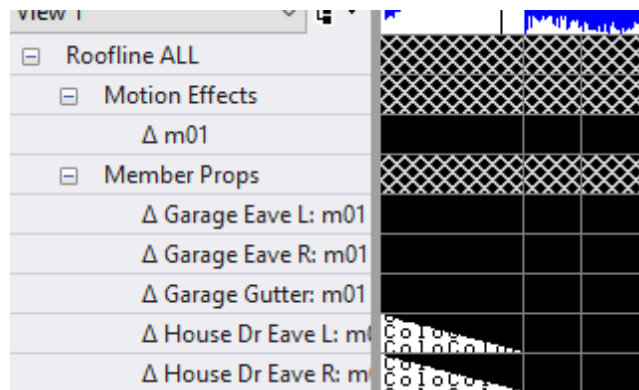 View 1
Roofline ALL
Motion Effects
Δ m01
Member Props
Δ Garage Eave L: m01
Δ Garage Eave R: m01
Δ Garage Gutter: m01
Δ House Dr Eave L: m
Δ House Dr Eave R: m